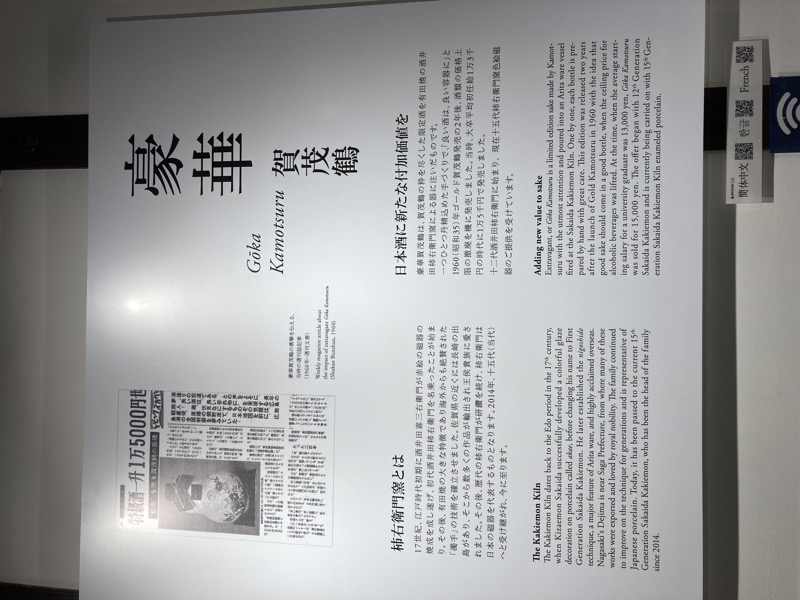 豪華
賀茂鶴
Gōka
Kamotsuru
特級酒一升1万5000円也
豪華賀茂鶴の衝撃を伝える、
当時の週刊誌記事
(1960年・週刊文春)
Weekly magazine article about
the impact of extravagant Gōka Kamotsuru
(Shukan Bunshun, 1960)
柿右衛門窯とは
17世紀、江戸時代初期に酒井田喜三右衛門が赤絵の磁器の
焼成を成し遂げ、初代酒井田柿右衛門を名乗ったことが始ま
り。その後、有田焼の大きな特徴であり海外からも絶賛された
「濁手」の技術を確立させました。佐賀県の近くには長崎の出
島があり、そこから数多くの作品が輸出され王侯貴族に愛さ
れました。その後、歴代の柿右衛門が研鑽を続け、柿右衛門は
日本の磁器を代表するものとなります。2014年、十五代(当代)
へと受け継がれ、今に至ります。
The Kakiemon Kiln
The Kakiemon Kiln dates back to the Edo period in the 17th century,
when Kizaemon Sakaida successfully developed a colorful glaze
decoration on porcelain called akae, before changing his name to First
Generation Sakaida Kakiemon. He later established the nigoshide
technique, a major feature of Arita ware, and highly acclaimed overseas.
Nagasaki's Dejima is near Saga Prefecture, from where many of these
works were exported and loved by royal nobility. The family continued
to improve on the technique for generations and is representative of
Japanese porcelain. Today, it has been passed to the current 15th
Generation Sakaida Kakiemon, who has been the head of the family
since 2014.
日本酒に新たな付加価値を
豪華賀茂鶴は、賀茂鶴の粋を尽くした限定酒を有田焼の酒井
田柿右衛門窯による器に注いだものです。
一つひとつ丹精込めた手づくりで、「良い酒は、良い容器に」と
1960(昭和35)年ゴールド賀茂鶴発売の2年後、酒類の価格上
限の撤廃を機に発売しました。当時、大卒平均初任給1万3千
円の時代に1万5千円で発売しました。
十二代酒井田柿右衛門に始まり、現在十五代柿右衛門窯色絵磁
器のご提供を受けています。
Adding new value to sake
Extravagant, or Gōka Kamotsuru is a limited edition sake made by Kamot-
suru with the utmost attention and poured into an Arita ware vessel
fired at the Sakaida Kakiemon Kiln. One by one, each bottle is pre-
pared by hand with great care. This edition was released two years
after the launch of Gold Kamotsuru in 1960 with the idea that
good sake should come in a good bottle, when the ceiling price for
alcoholic beverages was lifted. At the time, when the average start-
ing salary for a university graduate was 13,000 yen, Gōka Kamotsuru
was sold for 15,000 yen. The offer began with 12th Generation
Sakaida Kakiemon and is currently being carried on with 15th Gen-
eration Sakaida Kakiemon Kiln enameled porcelain.
簡体中文 한글 French